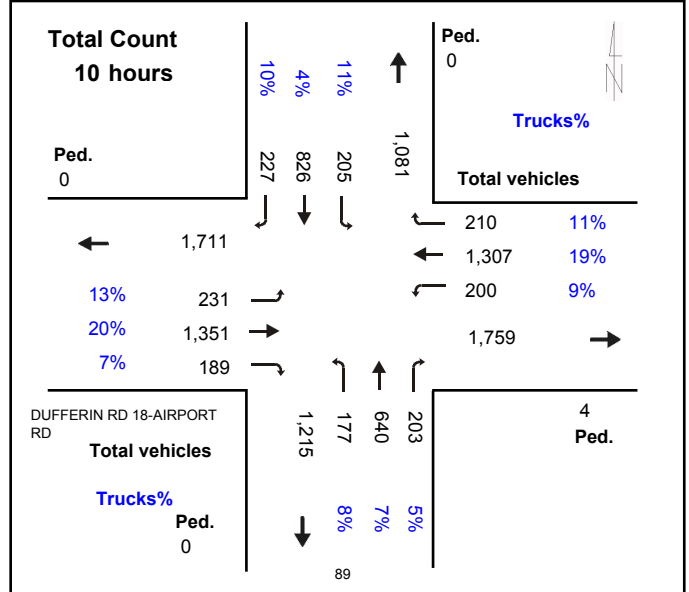 Total Count
10 hours
10%
4%
11%
Ped.
0
N
Trucks%
227
826
205
1,081
Ped.
0
Total vehicles
210 11%
1,711
1,307 19%
13% 231
200 9%
20% 1,351
1,759
7% 189
DUFFERIN RD 18-AIRPORT
RD
Total vehicles
1,215
177
640
203
4
Ped.
Trucks%
Ped.
0
8%
7%
5%
89